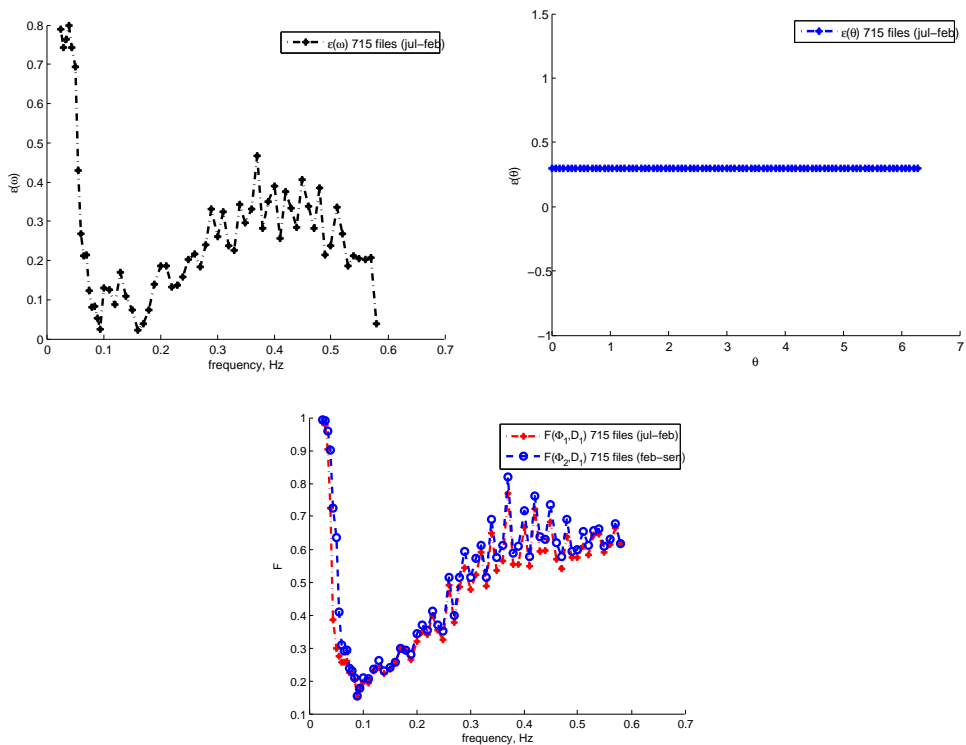 ε(ω) 715 files (jul−feb)
0.8
0.7
0.6
0.5
0.4
0.3
0.2
0.1
0
ε(ω)
0 0.1 0.2 0.3 0.4 0.5 0.6 0.7
frequency, Hz
ε(θ) 715 files (jul−feb)
1.5
1
0.5
0
−0.5
−1
ε(θ)
0 1 2 3 4 5 6 7
θ
F(Φ1,D1) 715 files (jul−feb)
F(Φ2,D1) 715 files (feb−sen)
1
0.9
0.8
0.7
0.6
0.5
0.4
0.3
0.2
0.1
F
0 0.1 0.2 0.3 0.4 0.5 0.6 0.7
frequency, Hz